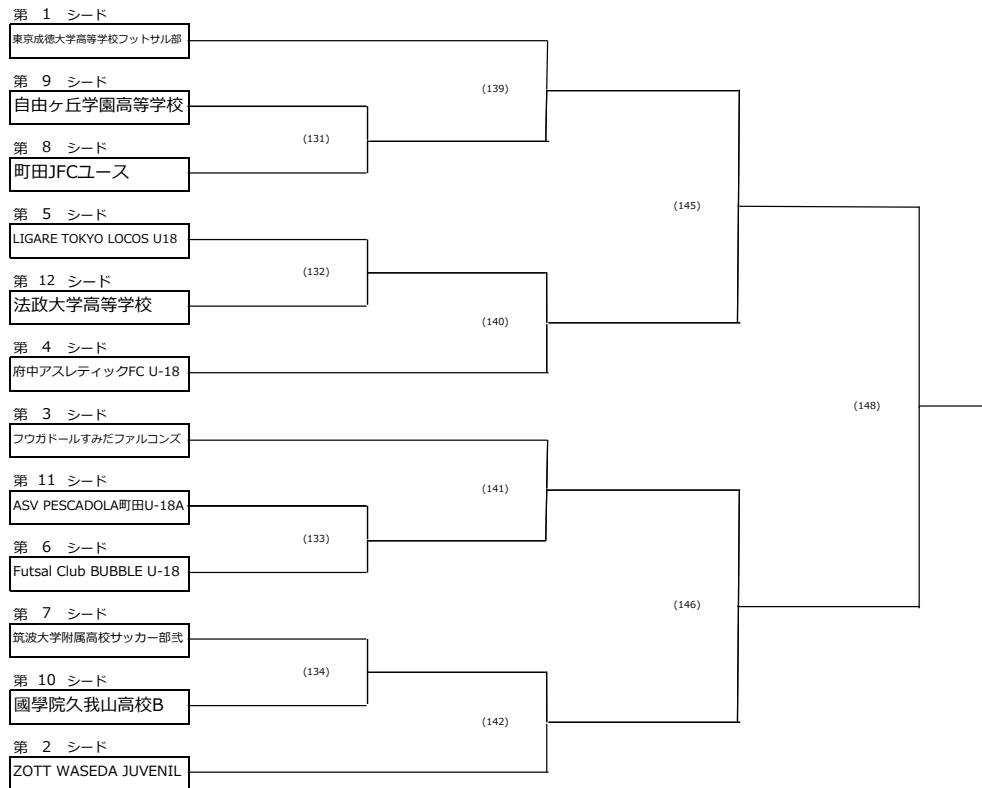 第 1 シード
東京成徳大学高等学校フットサル部
第 9 シード
自由ヶ丘学園高等学校
(139)
(131)
第 8 シード
町田JFCユース
第 5 シード
(145)
LIGARE TOKYO LOCOS U18
第 12 シード
(132)
法政大学高等学校
(140)
第 4 シード
府中アスレティックFC U-18
(148)
第 3 シード
フウガドールすみだファルコンズ
第 11 シード
(141)
ASV PESCADOLA町田U-18A
(133)
第 6 シード
Futsal Club BUBBLE U-18
第 7 シード
(146)
筑波大学附属高校サッカー部弐
(134)
第 10 シード
國學院久我山高校B
(142)
第 2 シード
ZOTT WASEDA JUVENIL